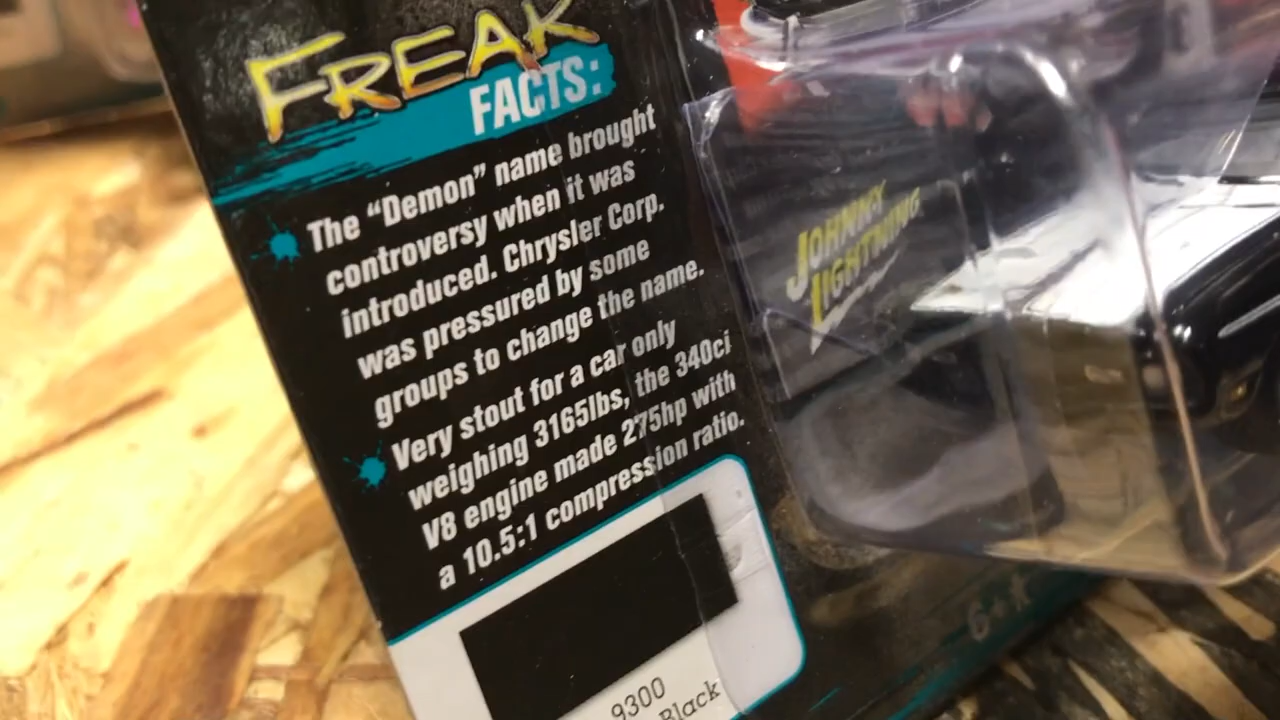 FREAK
FACTS:
The “Demon” name brought
controversy when it was
introduced. Chrysler Corp.
was pressured by some
groups to change the name.
Very stout for a car only
weighing 3165lbs, the 340ci
V8 engine made 275hp with
a 10.5:1 compression ratio.
9300
Black
JOHNNY
LIGHTNING